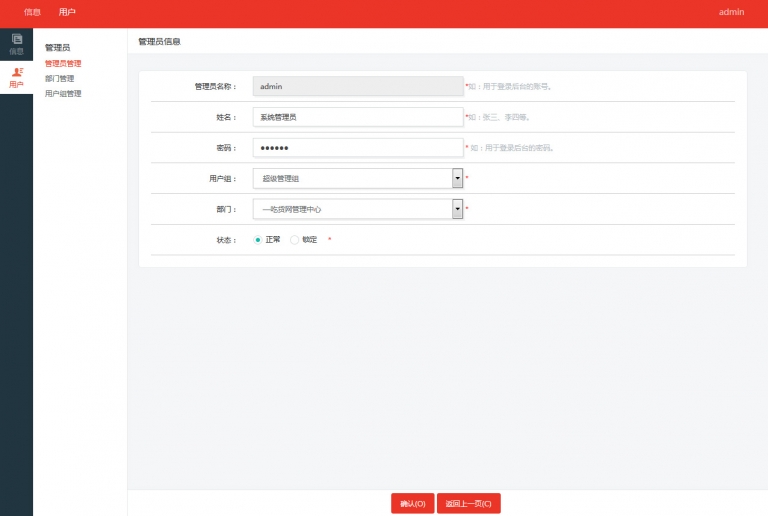 信息 用户 admin
信息
用户
管理员
管理员管理
部门管理
用户组管理
管理员信息
管理员名称： admin *如：用于登录后台的账号。
姓名： 系统管理员 *如：张三、李四等。
密码： ●●●●●● * 如：用于登录后台的密码。
用户组： 超级管理组 *
部门： —吃货网管理中心 *
状态： 正常 锁定 *
确认(O) 返回上一页(C)